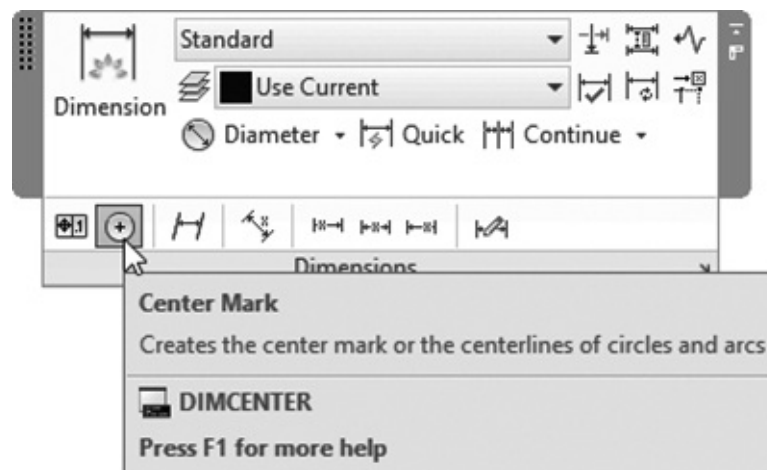 Standard
Use Current
Dimension
Diameter Quick Continue
Dimensions
Center Mark
Creates the center mark or the centerlines of circles and arcs
DIMCENTER
Press F1 for more help